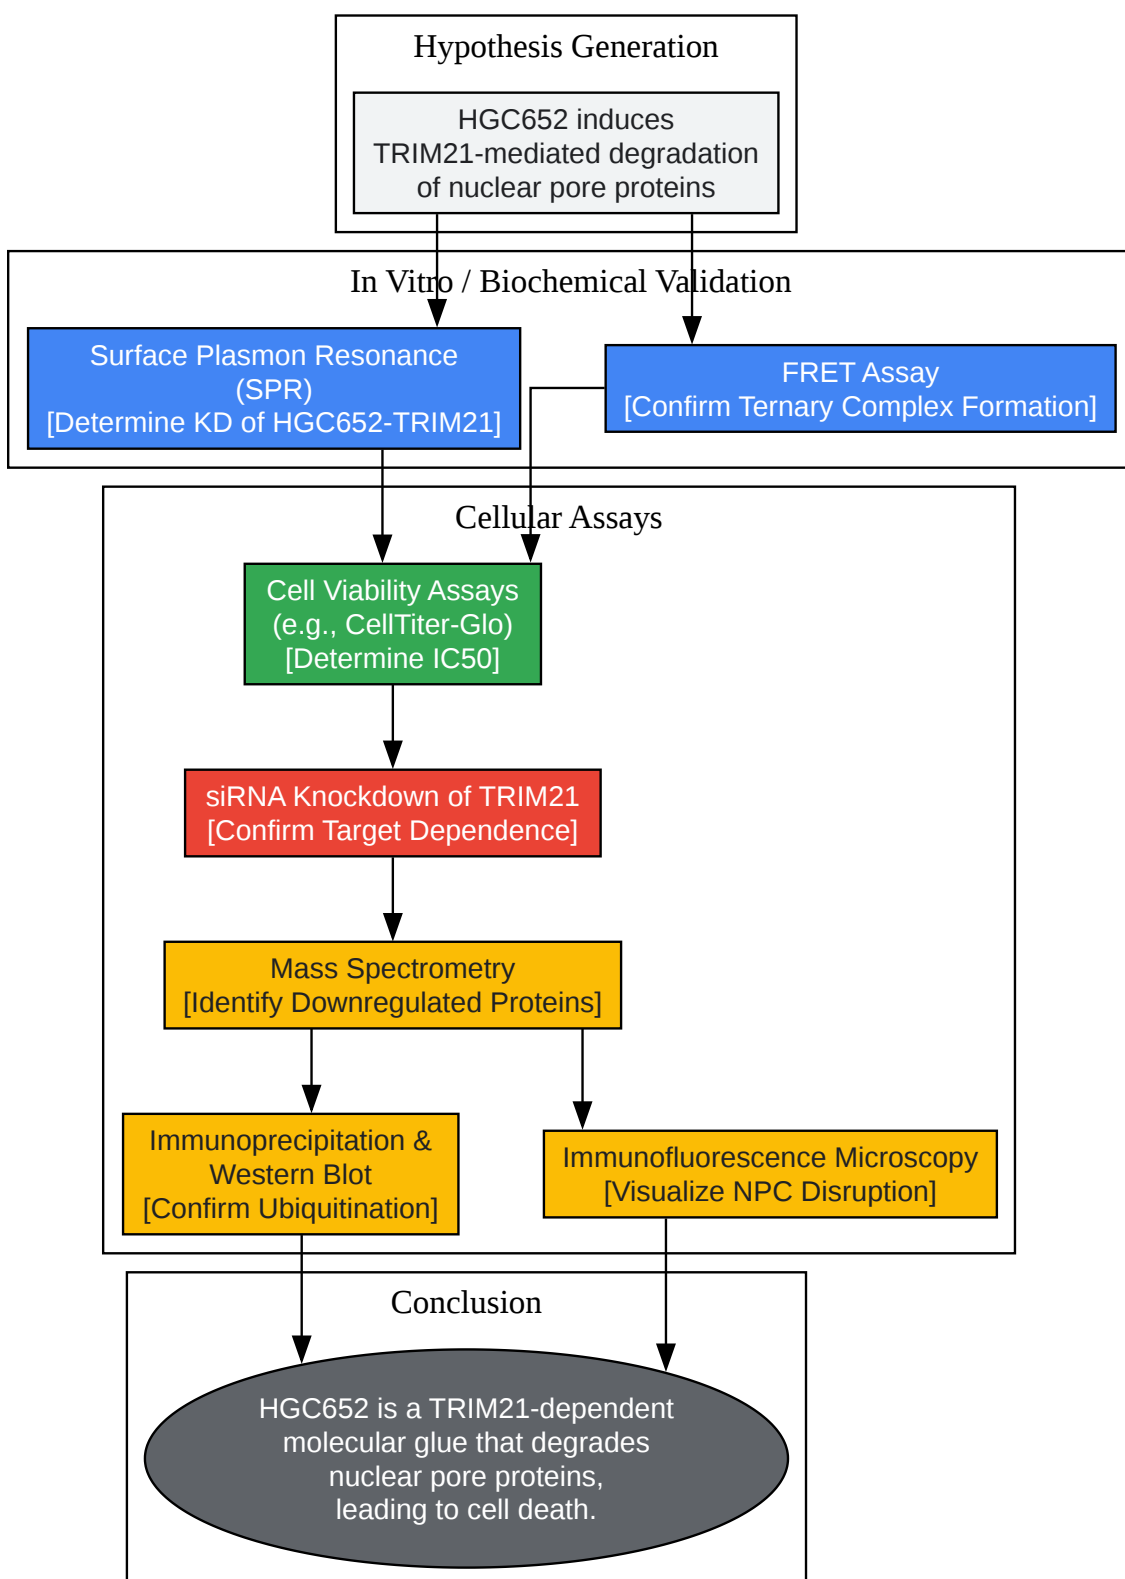 Hypothesis Generation
HGC652 induces
TRIM21-mediated degradation
of nuclear pore proteins
In Vitro / Biochemical Validation
Surface Plasmon Resonance
(SPR)
[Determine KD of HGC652-TRIM21]
FRET Assay
[Confirm Ternary Complex Formation]
Cellular Assays
Cell Viability Assays
(e.g., CellTiter-Glo)
[Determine IC50]
siRNA Knockdown of TRIM21
[Confirm Target Dependence]
Mass Spectrometry
[Identify Downregulated Proteins]
Immunoprecipitation &
Western Blot
[Confirm Ubiquitination]
Immunofluorescence Microscopy
[Visualize NPC Disruption]
Conclusion
HGC652 is a TRIM21-dependent
molecular glue that degrades
nuclear pore proteins,
leading to cell death.